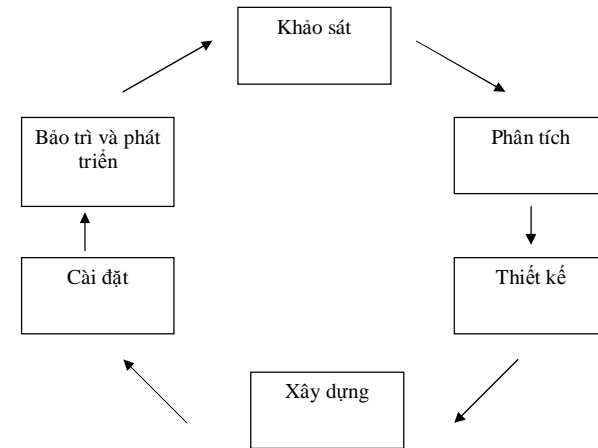 Khảo sát
Bảo trì và phát
triển
Phân tích
Cài đặt
Thiết kế
Xây dựng